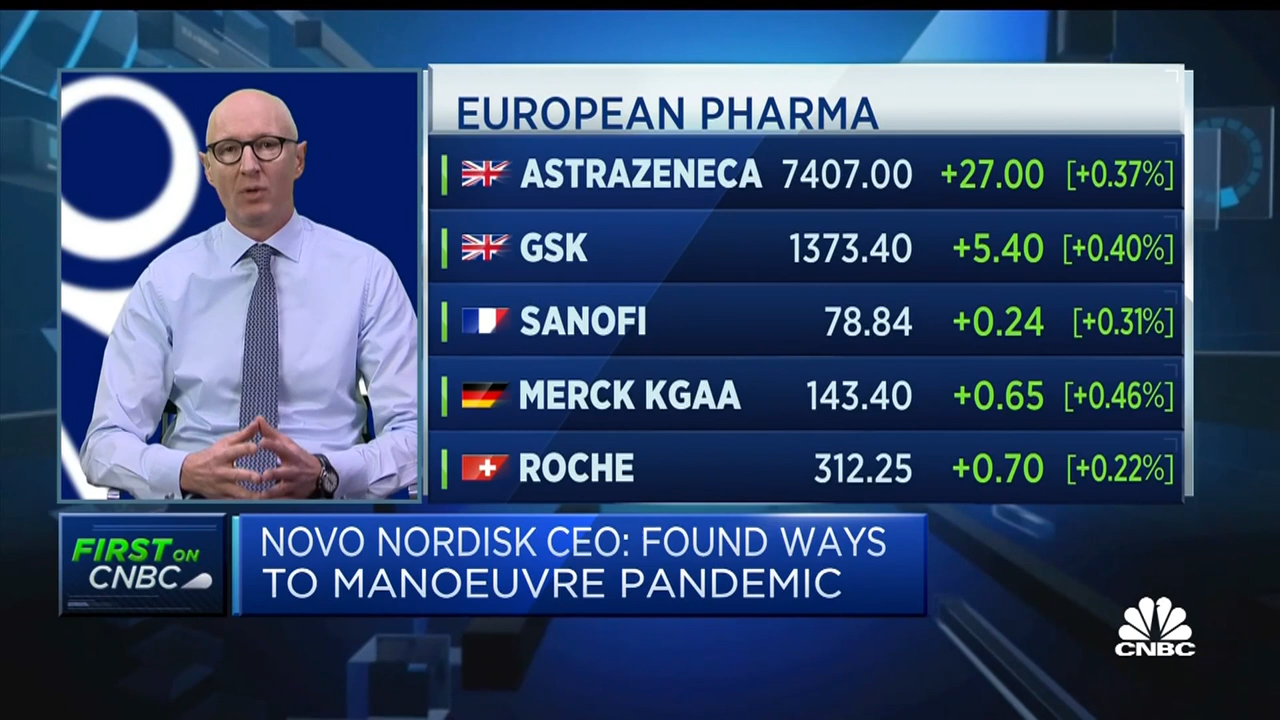 EUROPEAN PHARMA
ASTRAZENECA 7407.00 +27.00 [+0.37%]
GSK 1373.40 +5.40 [+0.40%]
SANOFI 78.84 +0.24 [+0.31%]
MERCK KGAA 143.40 +0.65 [+0.46%]
ROCHE 312.25 +0.70 [+0.22%]
FIRST ON
CNBC
NOVO NORDISK CEO: FOUND WAYS
TO MANOEUVRE PANDEMIC
CNBC